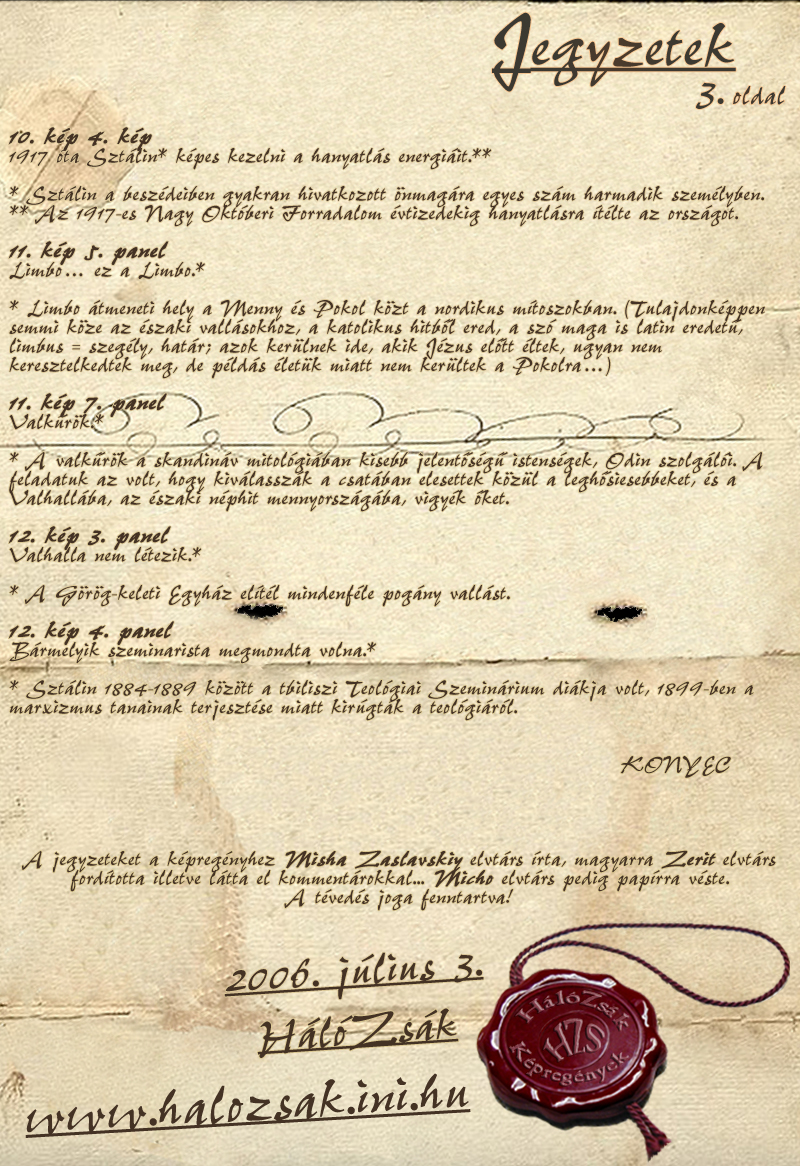 Jegyzetek
3. oldal
10. kép 4. kép
1917 óta Sztálin* képes kezelni a hanyatlás energiáit.**
* Sztálin a beszédeiben gyakran hivatkozott önmagára egyes szám harmadik személyben.
** Az 1917-es Nagy Októberi Forradalom évtizedekig hanyatlásra ítélte az országot.
11. kép 5. panel
Limbo... ez a Limbo.*
* Limbo átmeneti hely a Menny és Pokol közt a nordikus mítoszokban. (Tulajdonképpen
semmi köze az északi vallásokhoz, a katolikus hitből ered, a szó maga is latin eredetű,
limbus = szegély, határ; azok kerülnek ide, akik Jézus előtt éltek, ugyan nem
keresztelkedtek meg, de példás életük miatt nem kerültek a Pokolra...)
11. kép 7. panel
Valkűrök.*
* A valkűrök a skandináv mitológiában kisebb jelentőségű istenségek, Odin szolgálói. A
feladatuk az volt, hogy kiválasszák a csatában elesettek közül a leghősiesebbeket, és a
Valhallába, az északi néphit mennyországába, vigyék őket.
12. kép 3. panel
Valhalla nem létezik.*
* A Görög-keleti Egyház elítél mindenféle pogány vallást.
12. kép 4. panel
Bármelyik szeminarista megmondta volna.*
* Sztálin 1884-1889 között a tbiliszi Teológiai Szeminárium diákja volt, 1899-ben a
marxizmus tanainak terjesztése miatt kirúgták a teológiáról.
KONYEC
A jegyzeteket a képregényhez Misha Zaslavskiy elvtárs írta, magyarra Zerit elvtárs
fordította illetve látta el kommentárokkal... Micho elvtárs pedig papírra véste.
A tévedés joga fenntartva!
2006. július 3.
HálóZsák
www.halozsak.ini.hu
HálóZsák
HZS
Képregények